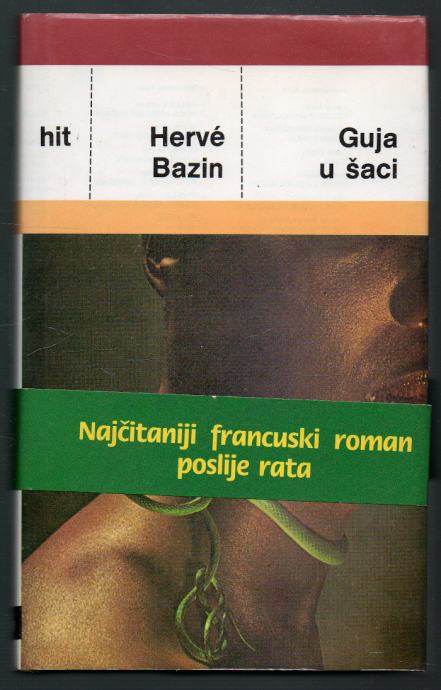 hit
Hervé
Bazin
Guja
u šaci
Najčitaniji francuski roman
poslije rata